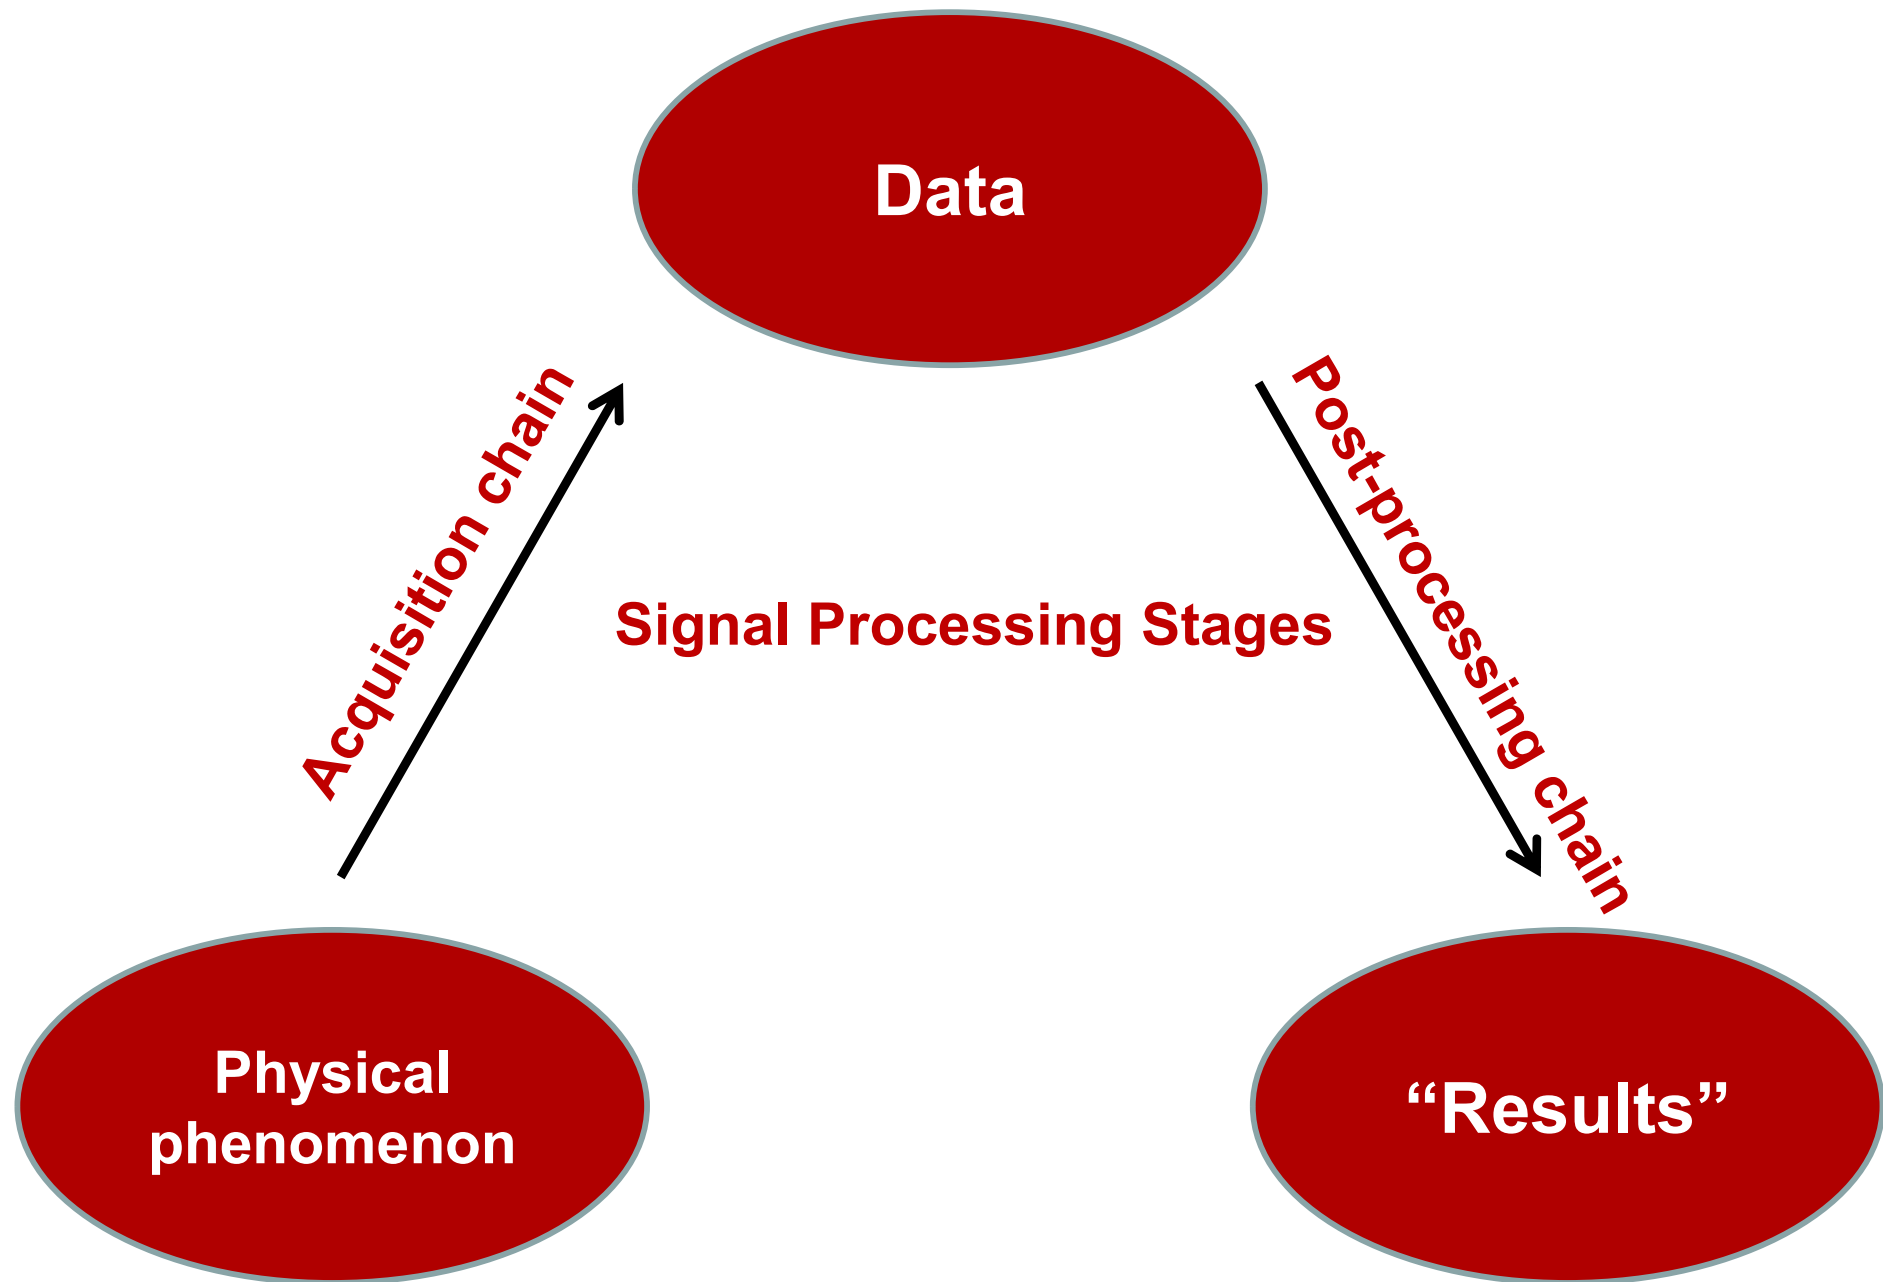 Data
Acquisition chain
Post-processing chain
Signal Processing Stages
Physical
phenomenon
“Results”